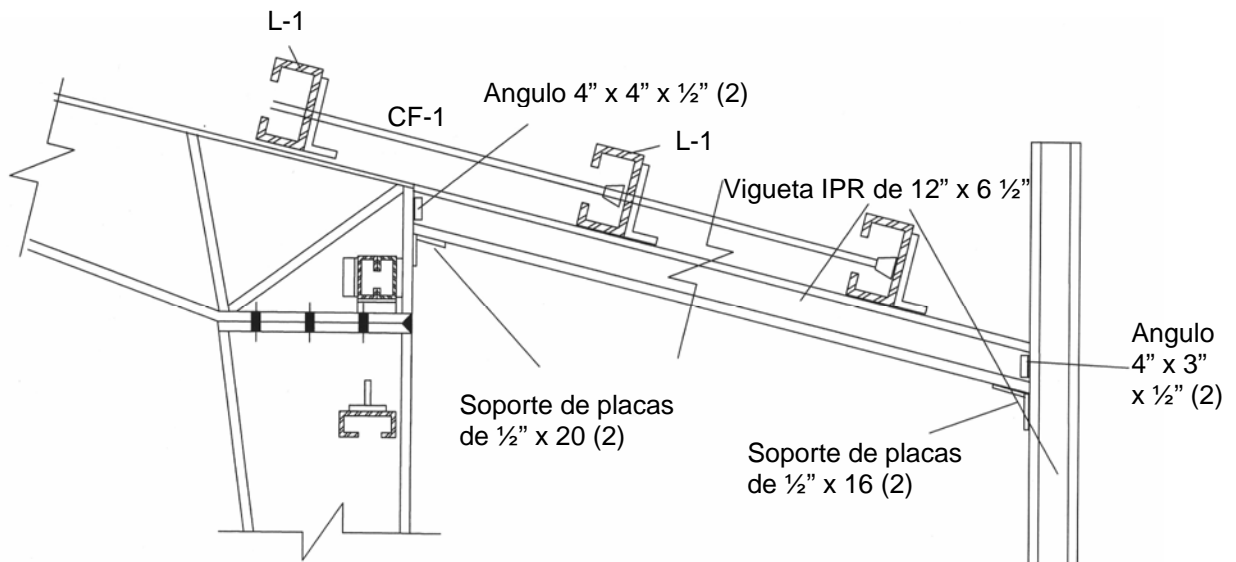 L-1
Angulo 4” x 4” x ½” (2)
CF-1
L-1
Vigueta IPR de 12” x 6 ½”
Angulo
4” x 3”
x ½” (2)
Soporte de placas
de ½” x 20 (2)
Soporte de placas
de ½” x 16 (2)